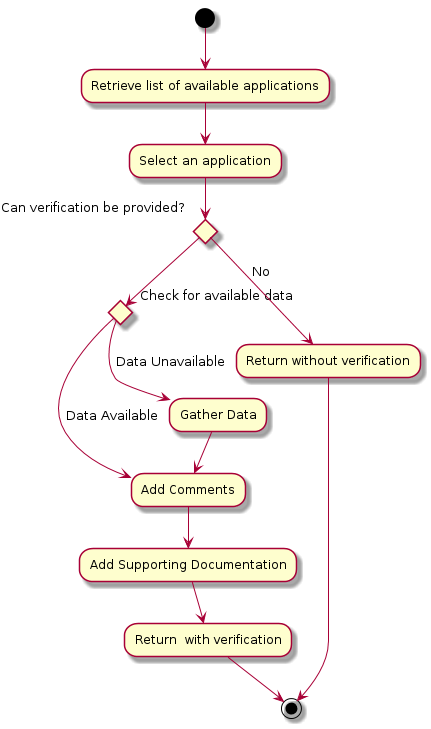 Retrieve list of available applications
Select an application
Can verification be provided?
No
Check for available data
Return without verification
Data Unavailable
Data Available
Gather Data
Add Comments
Add Supporting Documentation
Return  with verification